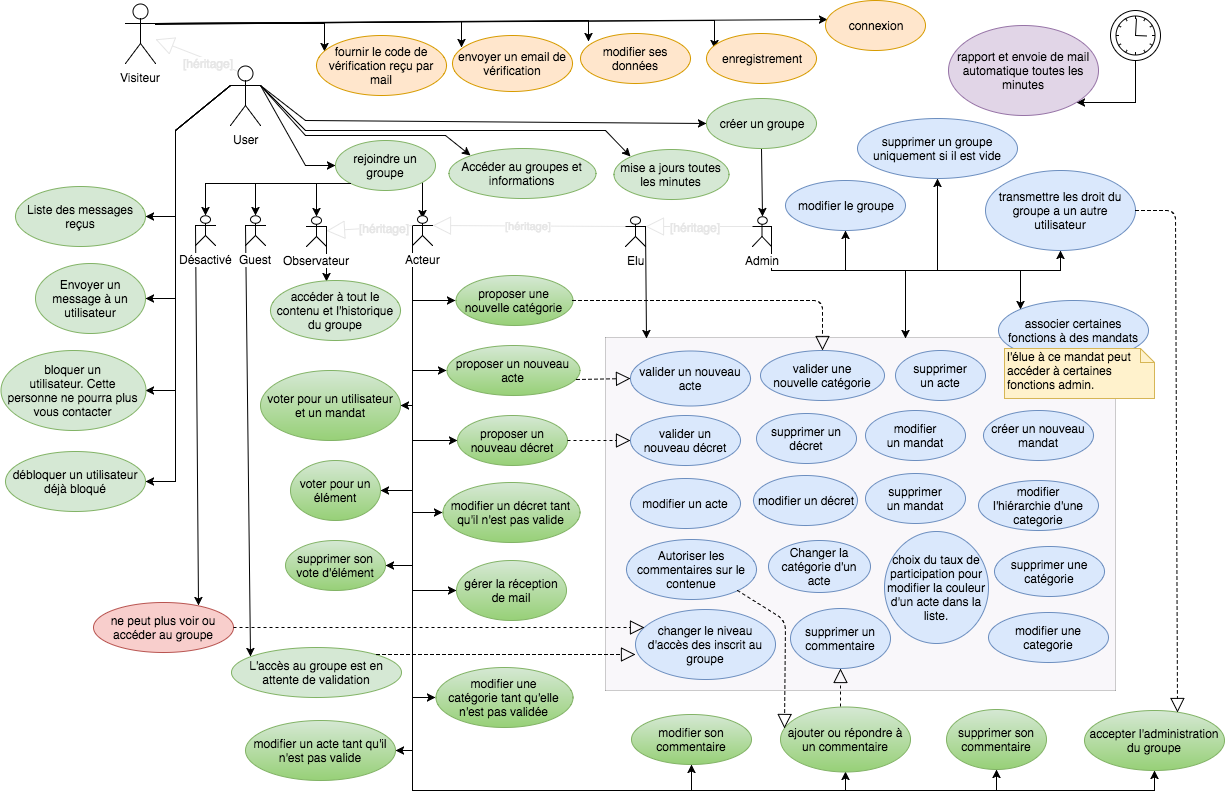 Visiteur
[héritage]
User
fournir le code de
vérification reçu par
mail
envoyer un email de
vérification
modifier ses
données
enregistrement
connexion
rapport et envoie de mail
automatique toutes les
minutes
créer un groupe
rejoindre un
groupe
Accéder au groupes et
informations
mise a jours toutes
les minutes
supprimer un groupe
uniquement si il est vide
modifier le groupe
transmettre les droit du
groupe a un autre
utilisateur
Liste des messages
reçus
Envoyer un
message à un
utilisateur
bloquer un
utilisateur. Cette
personne ne pourra plus
vous contacter
débloquer un utilisateur
déjà bloqué
[héritage]
[héritage]
[héritage]
Désactivé
Guest
Observateur
Acteur
Elu
Admin
accéder à tout le
contenu et l'historique
du groupe
proposer une
nouvelle catégorie
proposer un nouveau
acte
voter pour un utilisateur
et un mandat
proposer un
nouveau décret
voter pour un
élément
modifier un décret tant
qu'il n'est pas valide
supprimer son
vote d'élément
gérer la réception
de mail
ne peut plus voir ou
accéder au groupe
L'accès au groupe est en
attente de validation
modifier une
catégorie tant qu'elle
n'est pas validée
modifier un acte tant qu'il
n'est pas valide
associer certaines
fonctions à des mandats
l'élue à ce mandat peut
accéder à certaines
fonctions admin.
valider un nouveau
acte
valider une
nouvelle catégorie
supprimer
un acte
valider un
nouveau décret
supprimer un
décret
modifier
un mandat
créer un nouveau
mandat
modifier un acte
modifier un décret
supprimer
un mandat
modifier
l'hiérarchie d'une
categorie
Autoriser les
commentaires sur le
contenue
Changer la
catégorie d'un
acte
choix du taux de
participation pour
modifier la couleur
d'un acte dans la
liste.
supprimer une
catégorie
changer le niveau
d'accès des inscrit au
groupe
supprimer un
commentaire
modifier une
categorie
modifier son
commentaire
ajouter ou répondre à
un commentaire
supprimer son
commentaire
accepter l'administration
du groupe